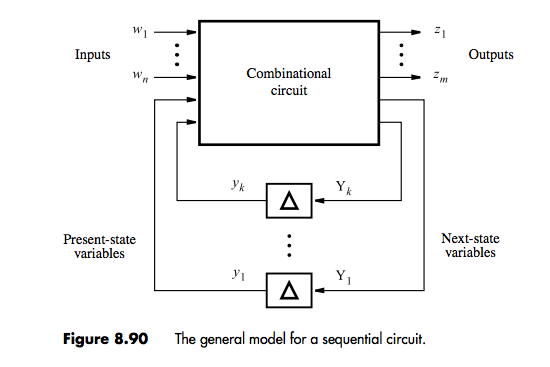 w1
z1
Inputs
Outputs
Combinational
circuit
wn
zm
yk
Yk
Δ
Present-state
variables
Next-state
variables
y1
Y1
Δ
Figure 8.90 The general model for a sequential circuit.